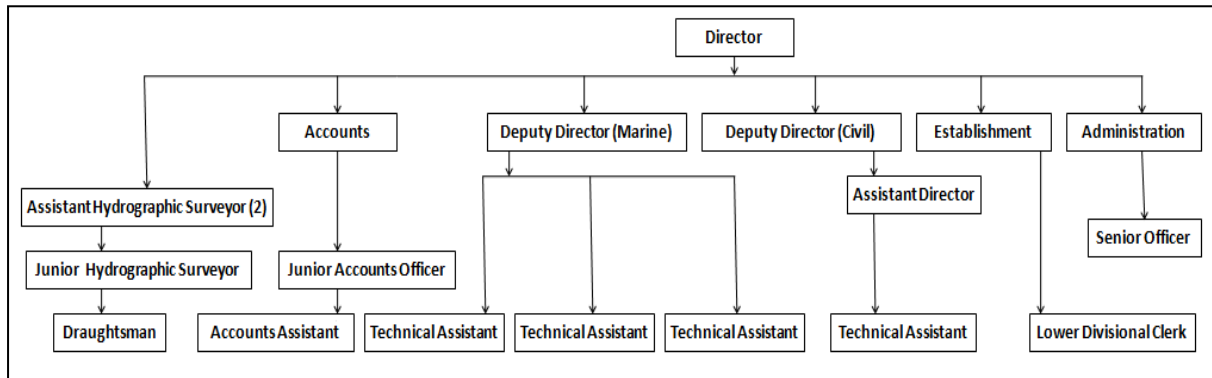 Director
Accounts
Deputy Director (Marine)
Deputy Director (Civil)
Establishment
Administration
Assistant Hydrographic Surveyor (2)
Assistant Director
Senior Officer
Junior Hydrographic Surveyor
Junior Accounts Officer
Draughtsman
Accounts Assistant
Technical Assistant
Technical Assistant
Technical Assistant
Technical Assistant
Lower Divisional Clerk